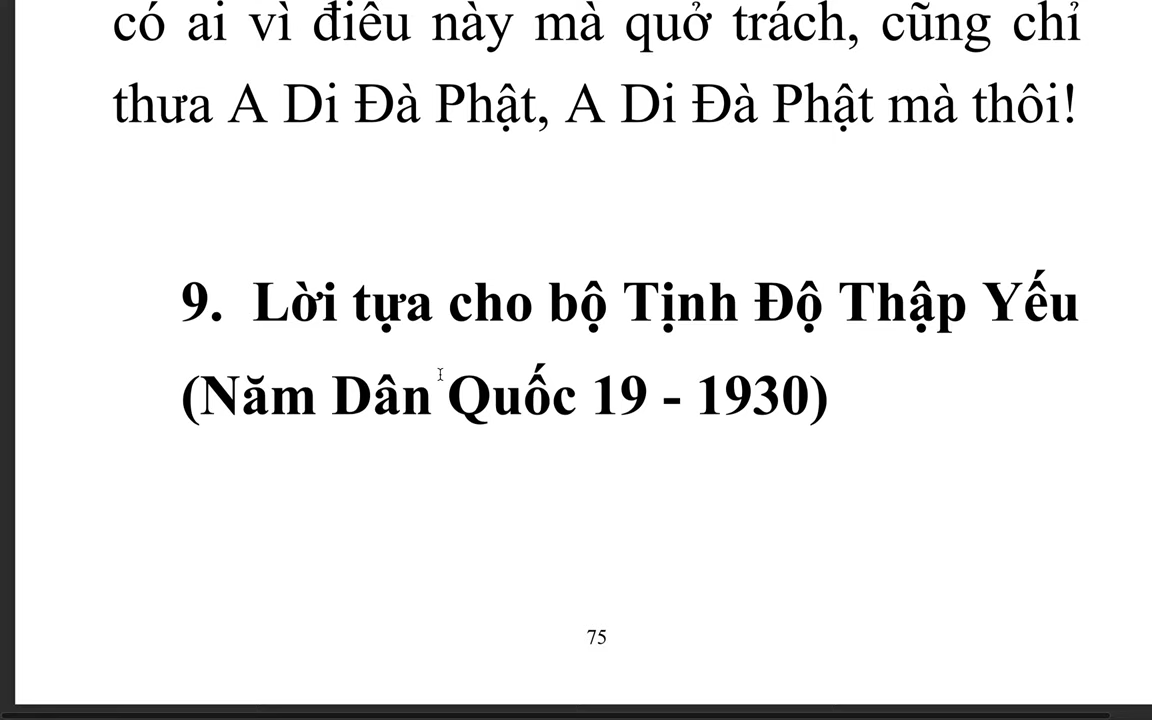 có ai vì điều này mà quở trách, cũng chỉ
thưa A Di Đà Phật, A Di Đà Phật mà thôi!
9. Lời tựa cho bộ Tịnh Độ Thập Yếu
(Năm Dân Quốc 19 - 1930)
75